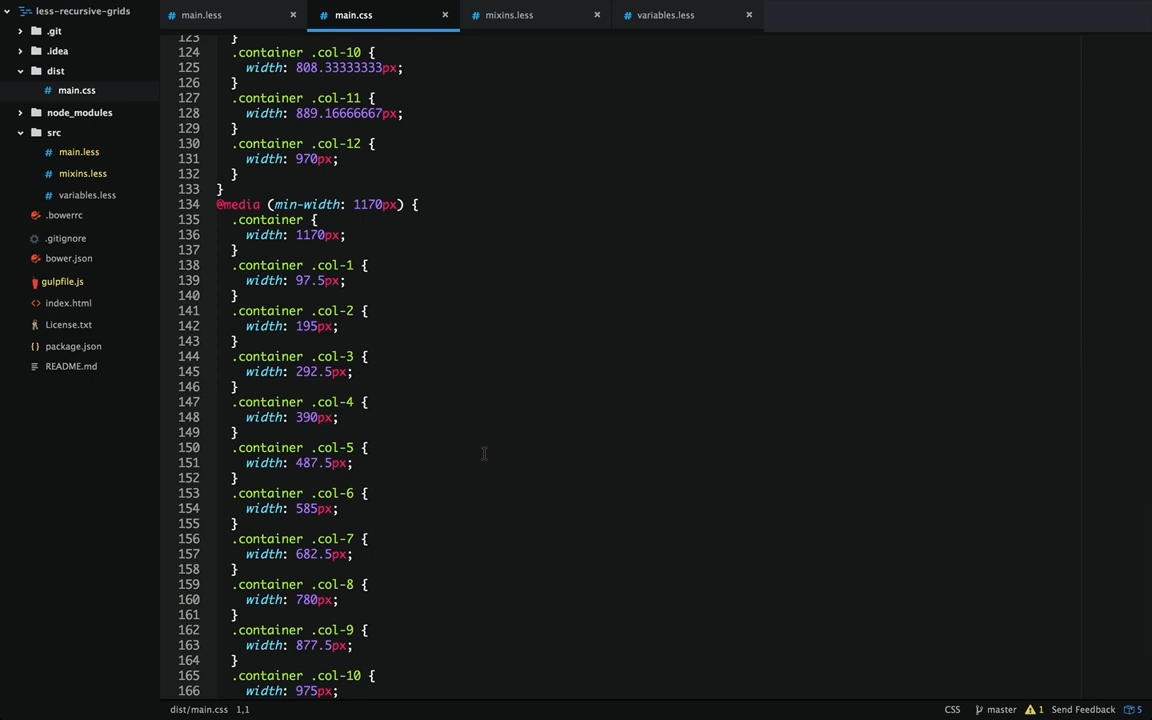 less-recursive-grids
.git
.idea
dist
main.css
node_modules
src
main.less
mixins.less
variables.less
.bowerrc
.gitignore
bower.json
gulpfile.js
index.html
License.txt
package.json
README.md
main.less ×
main.css ×
mixins.less ×
variables.less ×
123 }
124 .container .col-10 {
125 width: 808.33333333px;
126 }
127 .container .col-11 {
128 width: 889.16666667px;
129 }
130 .container .col-12 {
131 width: 970px;
132 }
133 }
134 @media (min-width: 1170px) {
135 .container {
136 width: 1170px;
137 }
138 .container .col-1 {
139 width: 97.5px;
140 }
141 .container .col-2 {
142 width: 195px;
143 }
144 .container .col-3 {
145 width: 292.5px;
146 }
147 .container .col-4 {
148 width: 390px;
149 }
150 .container .col-5 {
151 width: 487.5px;
152 }
153 .container .col-6 {
154 width: 585px;
155 }
156 .container .col-7 {
157 width: 682.5px;
158 }
159 .container .col-8 {
160 width: 780px;
161 }
162 .container .col-9 {
163 width: 877.5px;
164 }
165 .container .col-10 {
166 width: 975px;
dist/main.css 1,1 CSS master 1 Send Feedback 5